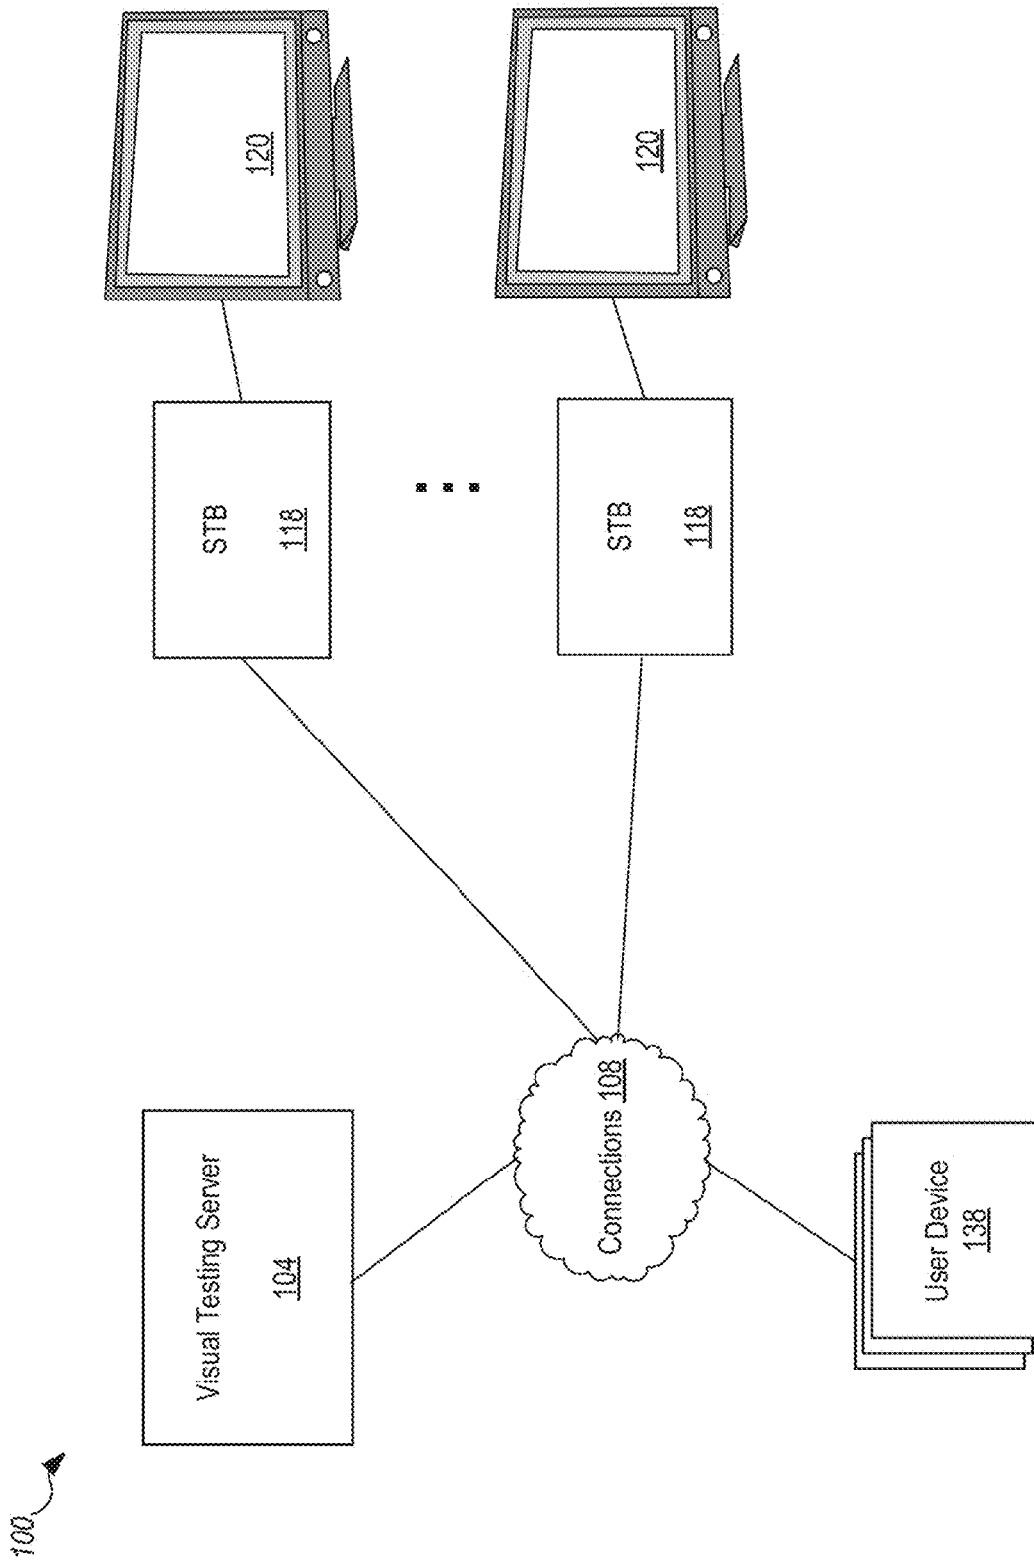 100
Visual Testing Server
104
STB
118
120
Connections 108
STB
118
120
User Device
138